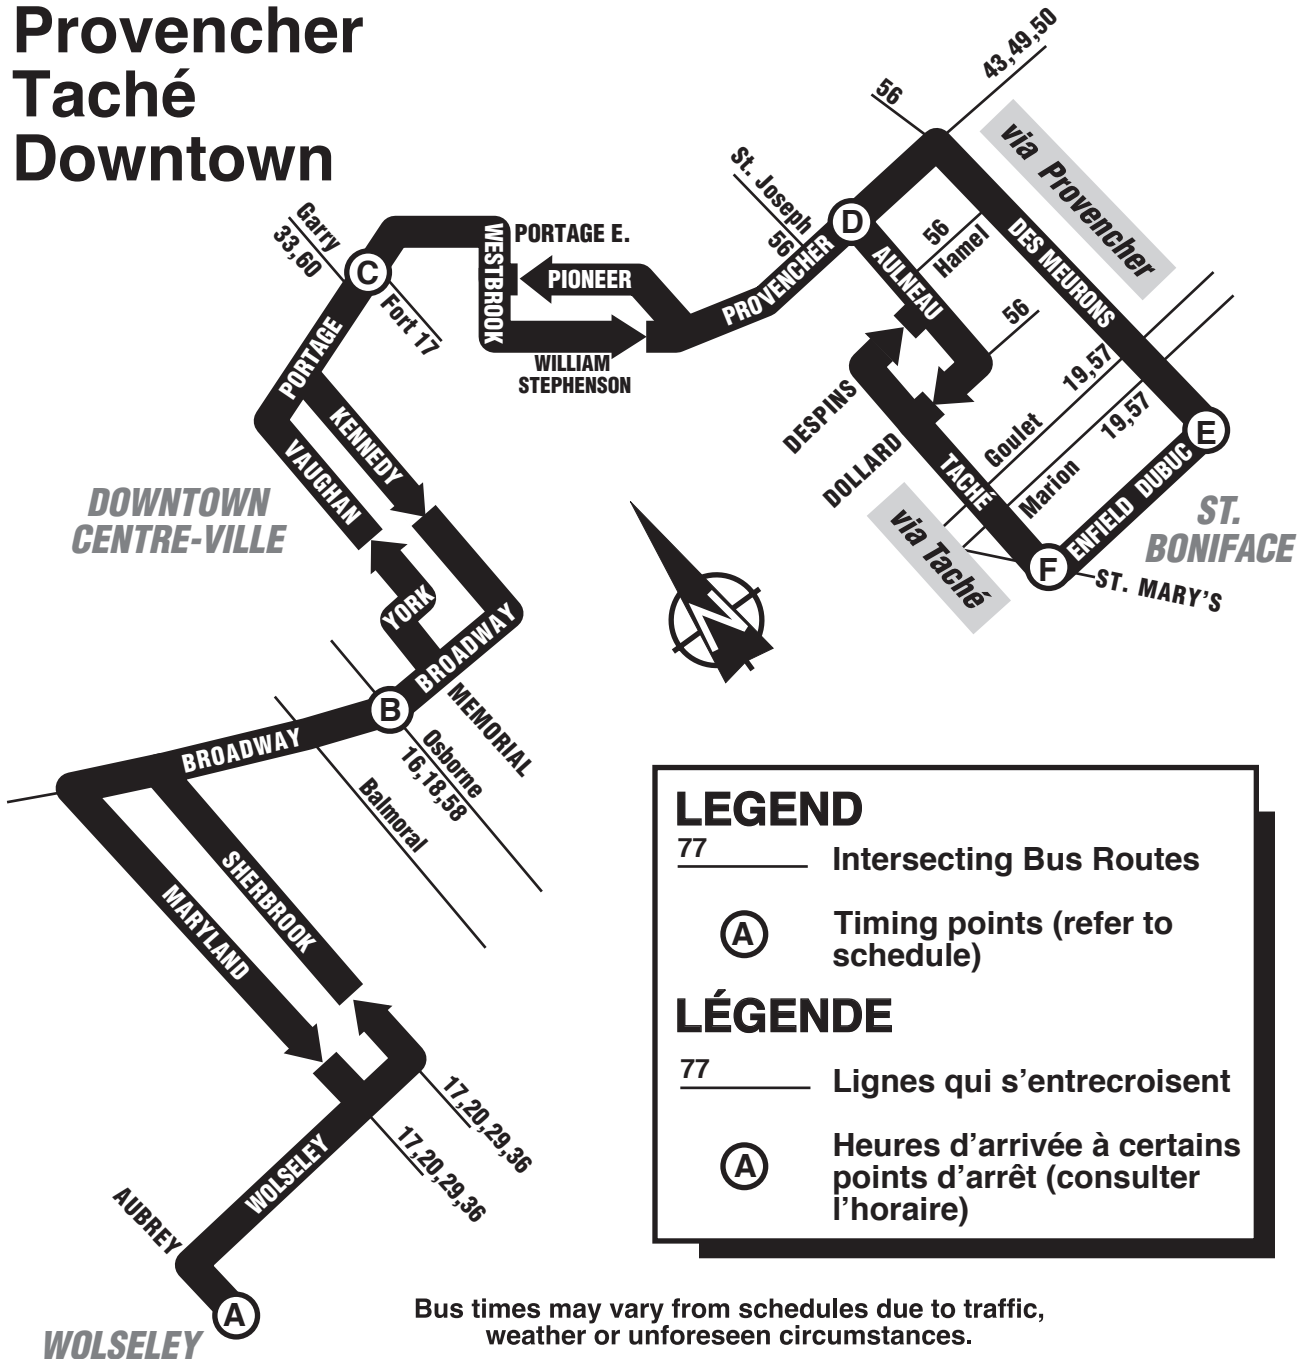 Provencher
Taché
Downtown
43,49,50
56
via Provencher
St. Joseph
56
D
56
Hamel
DES MEURONS
Garry
33,60
C
Fort 17
WESTBROOK
PORTAGE E.
PIONEER
PROVENCHER
AULNEAU
56
WILLIAM
STEPHENSON
PORTAGE
KENNEDY
VAUGHAN
DESPINS
DOLLARD
19,57
Goulet
19,57
Marion
E
TACHÉ
ENFIELD
DUBUC
DOWNTOWN
CENTRE-VILLE
via Taché
ST.
BONIFACE
F
ST. MARY’S
YORK
BROADWAY
N
B
MEMORIAL
BROADWAY
Osborne
16,18,58
Balmoral
SHERBROOK
MARYLAND
17,20,29,36
17,20,29,36
WOLSELEY
AUBREY
A
WOLSELEY
LEGEND
77
Intersecting Bus Routes
A
Timing points (refer to
schedule)
LÉGENDE
77
Lignes qui s’entrecroisent
A
Heures d’arrivée à certains
points d’arrêt (consulter
l’horaire)
Bus times may vary from schedules due to traffic,
weather or unforeseen circumstances.